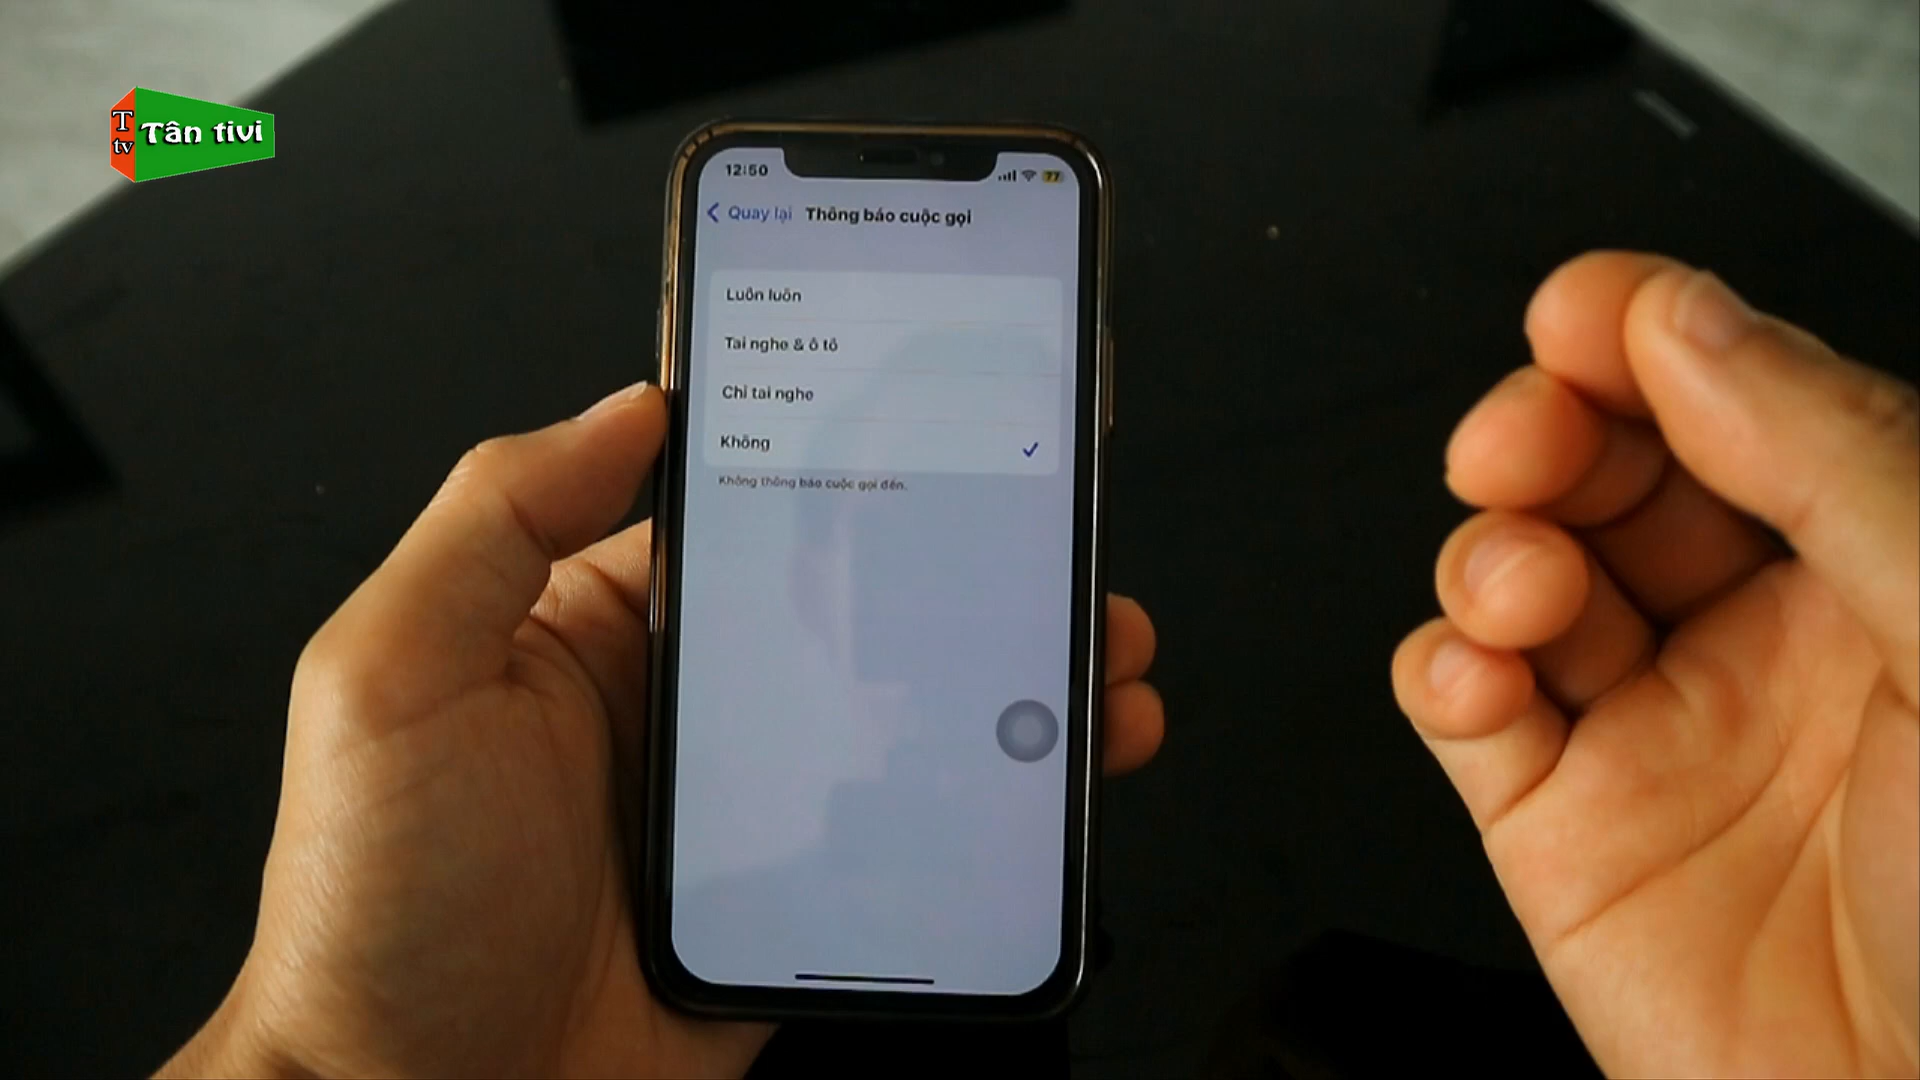 T
tv
Tân tivi
12:50
77
Quay lại Thông báo cuộc gọi
Luôn luôn
Tai nghe & ô tô
Chỉ tai nghe
Không
Không thông báo cuộc gọi đến.